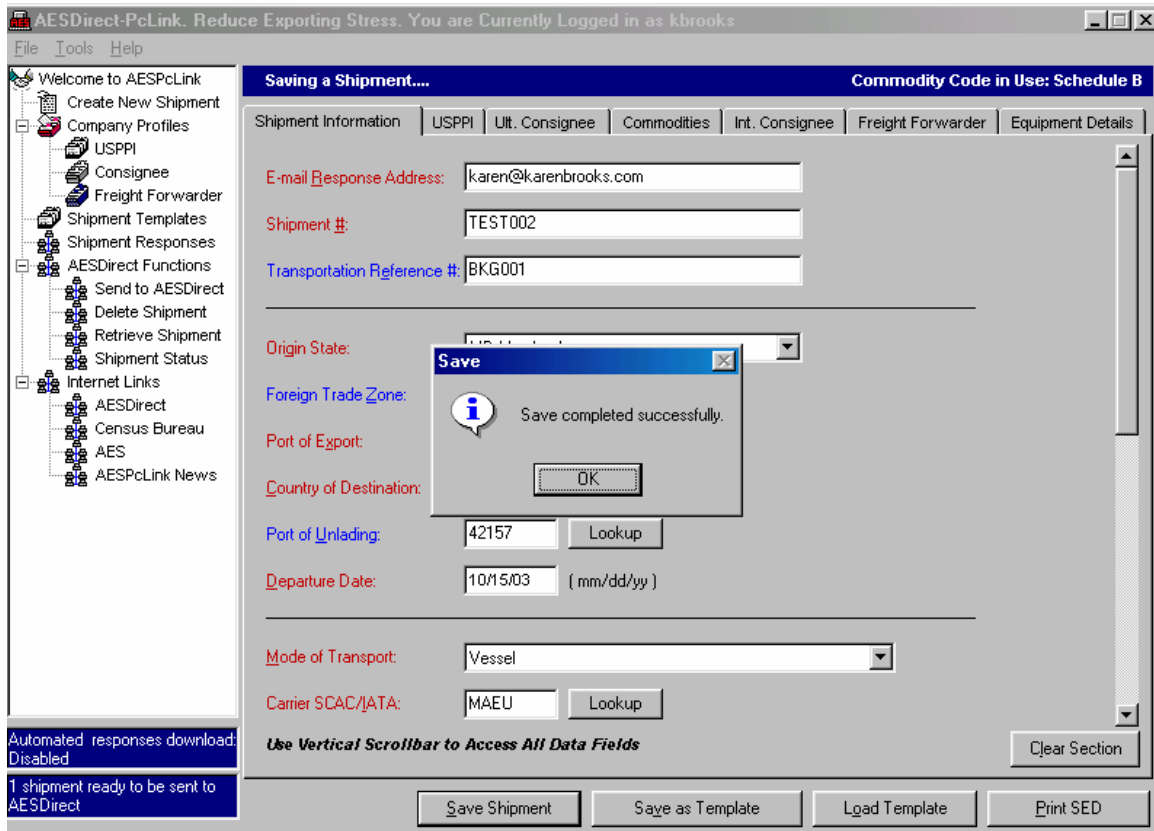 AESDirect-PcLink. Reduce Exporting Stress. You are Currently Logged in as kbrooks
File Tools Help
Welcome to AESPcLink
Create New Shipment
Company Profiles
USPPI
Consignee
Freight Forwarder
Shipment Templates
Shipment Responses
AESDirect Functions
Send to AESDirect
Delete Shipment
Retrieve Shipment
Shipment Status
Internet Links
AESDirect
Census Bureau
AES
AESPcLink News
Automated responses download:
Disabled
1 shipment ready to be sent to
AESDirect
Saving a Shipment.... Commodity Code in Use: Schedule B
Shipment Information USPPI Ult. Consignee Commodities Int. Consignee Freight Forwarder Equipment Details
E-mail Response Address: karen@karenbrooks.com
Shipment #: TEST002
Transportation Reference #: BKG001
Origin State:
Foreign Trade Zone:
Port of Export:
Country of Destination:
Save
Save completed successfully.
OK
Port of Unlading: 42157 Lookup
Departure Date: 10/15/03 ( mm/dd/yy )
Mode of Transport: Vessel
Carrier SCAC/IATA: MAEU Lookup
Use Vertical Scrollbar to Access All Data Fields Clear Section
Save Shipment Save as Template Load Template Print SED